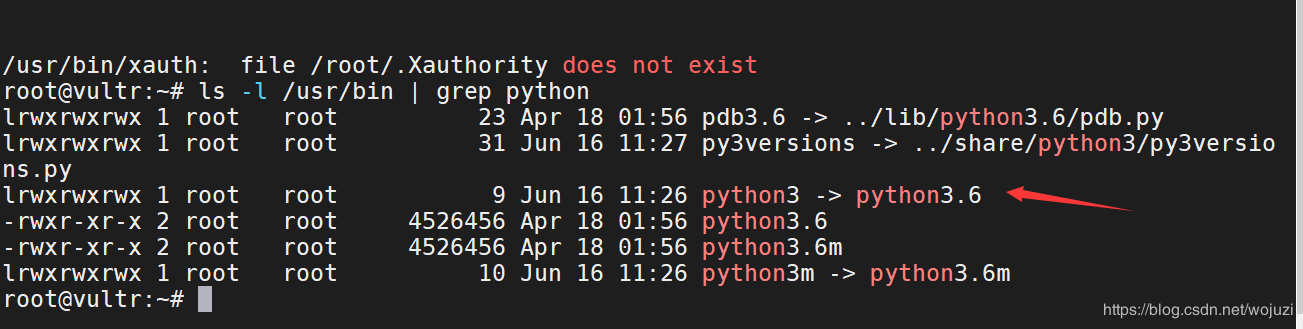 /usr/bin/xauth:  file /root/.Xauthority does not exist
root@vultr:~# ls -l /usr/bin | grep python
lrwxrwxrwx 1 root   root          23 Apr 18 01:56 pdb3.6 -> ../lib/python3.6/pdb.py
lrwxrwxrwx 1 root   root          31 Jun 16 11:27 py3versions -> ../share/python3/py3versio
ns.py
lrwxrwxrwx 1 root   root           9 Jun 16 11:26 python3 -> python3.6
-rwxr-xr-x 2 root   root     4526456 Apr 18 01:56 python3.6
-rwxr-xr-x 2 root   root     4526456 Apr 18 01:56 python3.6m
lrwxrwxrwx 1 root   root          10 Jun 16 11:26 python3m -> python3.6m
root@vultr:~#
https://blog.csdn.net/wojuzi